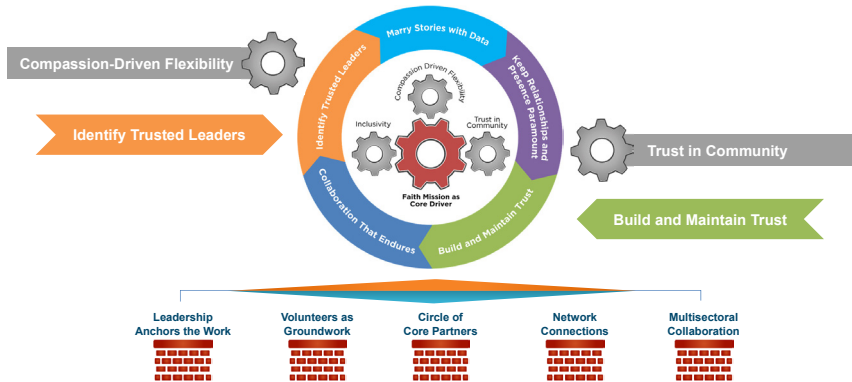 Compassion-Driven Flexibility
Identify Trusted Leaders
Marry Stories with Data
Keep Relationships and
Presence Paramount
Build and Maintain Trust
Collaboration That Endures
Identify Trusted Leaders
Compassion Driven
Flexibility
Inclusivity
Trust in
Community
Faith Mission as
Core Driver
Trust in Community
Build and Maintain Trust
Leadership
Anchors the Work
Volunteers as
Groundwork
Circle of
Core Partners
Network
Connections
Multisectoral
Collaboration